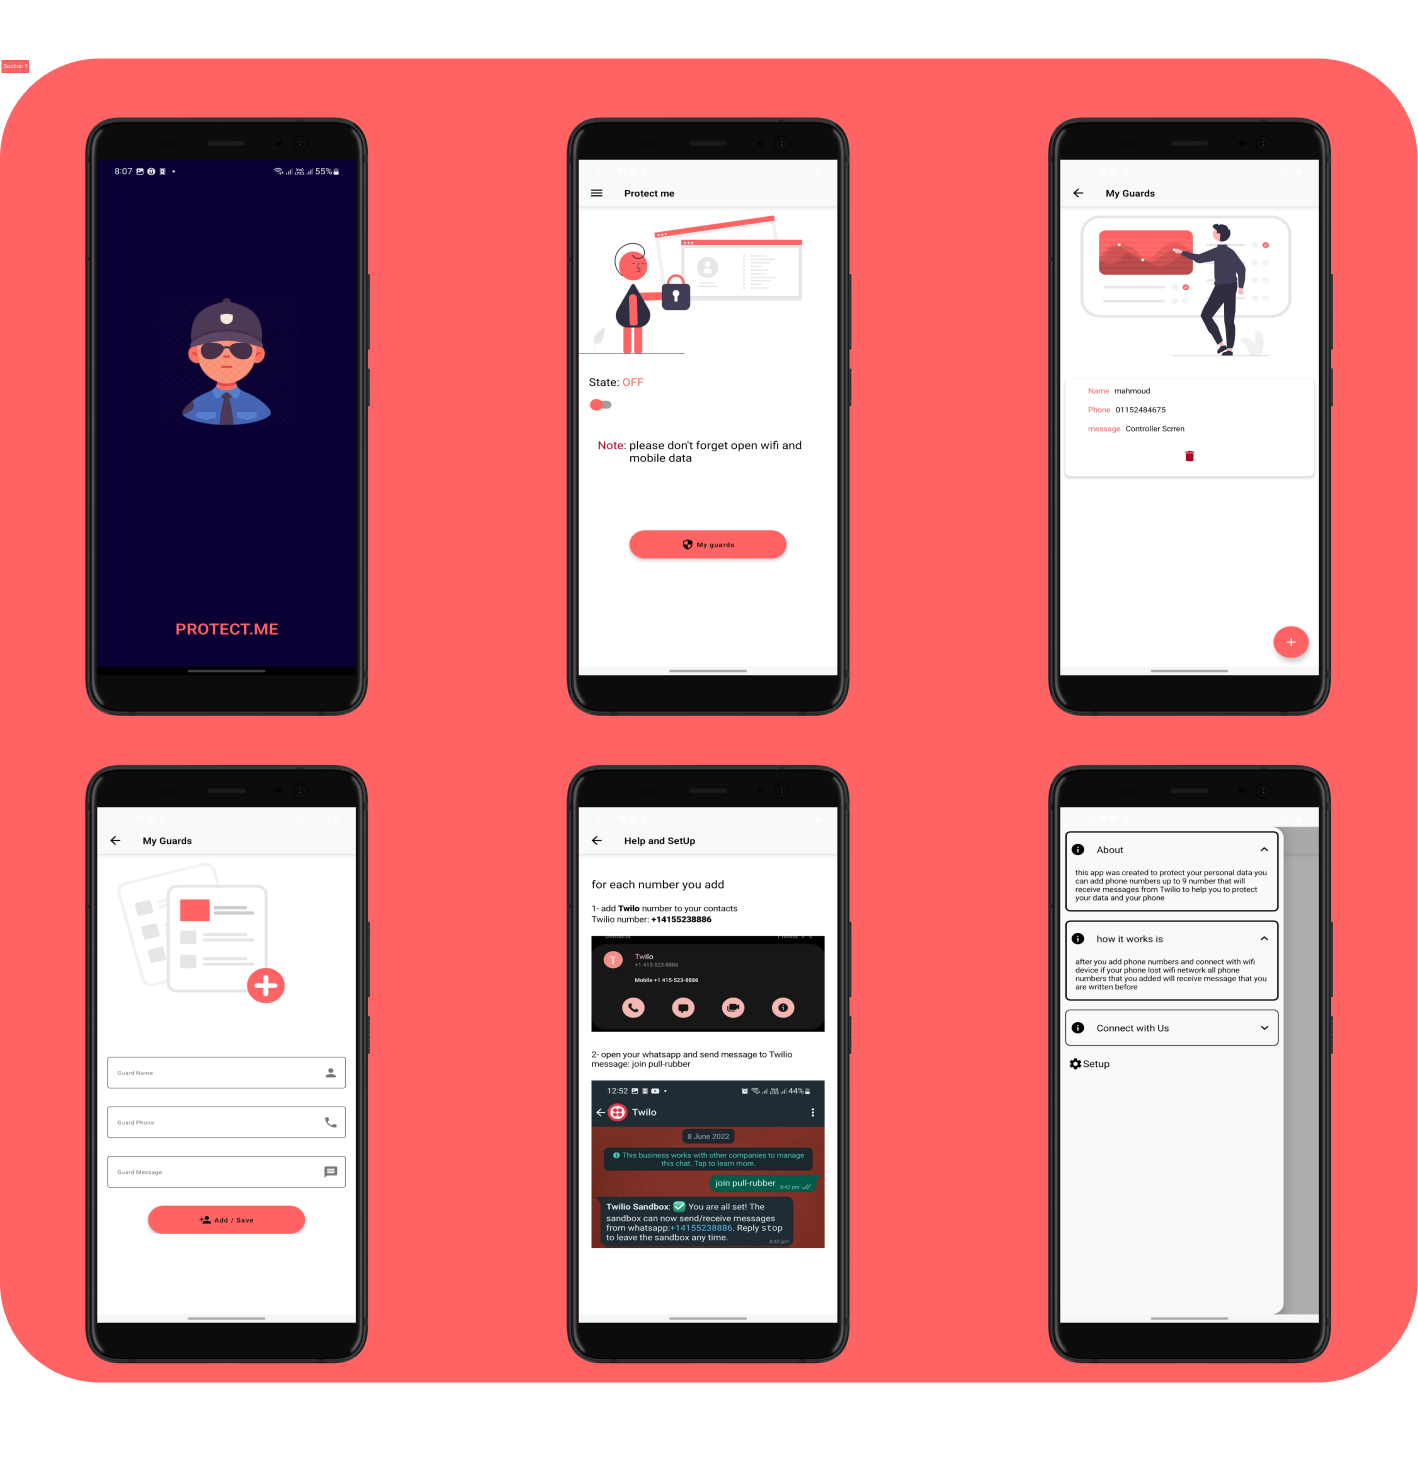 Section 1
8:07
55%
PROTECT.ME
Protect me
State: OFF
Note: please don't forget open wifi and
mobile data
My guards
My Guards
Name mahmoud
Phone 01152484675
message Controller Scrren
My Guards
Guard Name
Guard Phone
Guard Message
Add / Save
Help and SetUp
for each number you add
1- add Twilo number to your contacts
Twilio number: +14155238886
Twilo
+1 415-523-8886
Mobile +1 415-523-8886
2- open your whatsapp and send message to Twilio
message: join pull-rubber
12:52
44%
Twilo
8 June 2022
This business works with other companies to manage
this chat. Tap to learn more.
join pull-rubber
8:42 pm
Twilio Sandbox: ✅ You are all set! The
sandbox can now send/receive messages
from whatsapp:+14155238886. Reply stop
to leave the sandbox any time.
8:42 pm
About
this app was created to protect your personal data you
can add phone numbers up to 9 number that will
receive messages from Twilio to help you to protect
your data and your phone
how it works is
after you add phone numbers and connect with wifi
device if your phone lost wifi network all phone
numbers that you added will receive message that you
are written before
Connect with Us
Setup